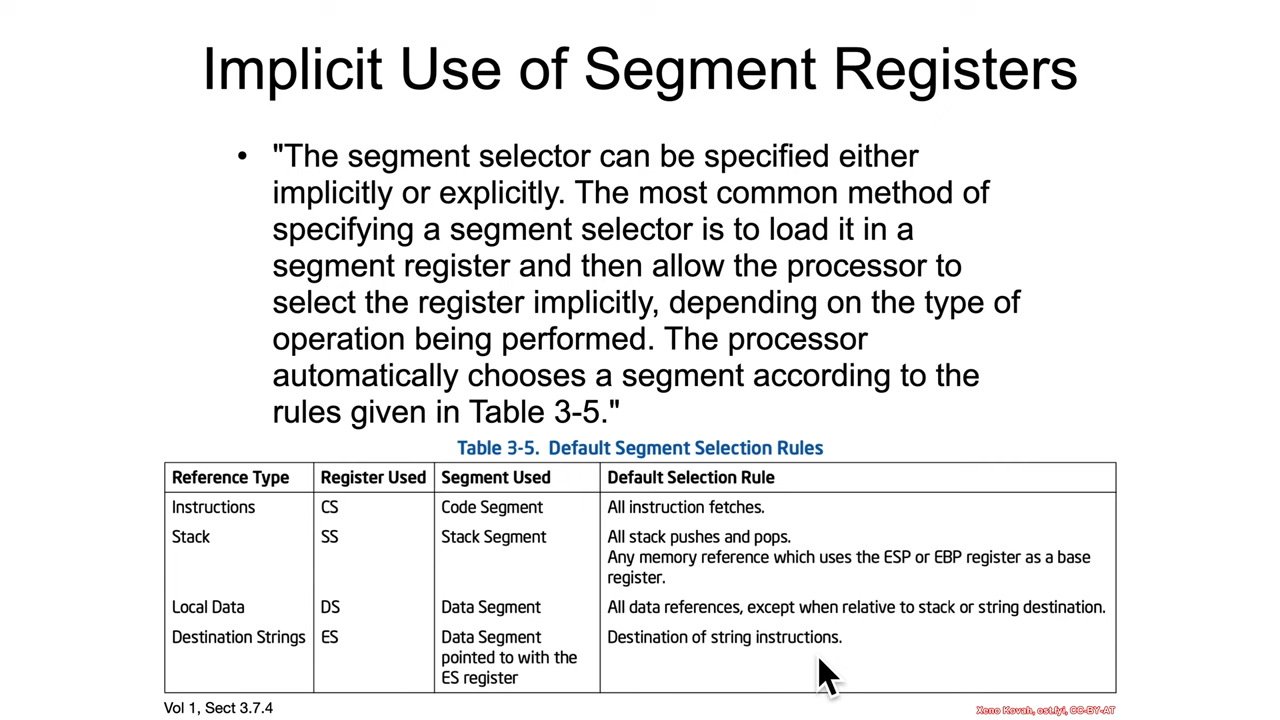 Implicit Use of Segment Registers
• "The segment selector can be specified either
implicitly or explicitly. The most common method of
specifying a segment selector is to load it in a
segment register and then allow the processor to
select the register implicitly, depending on the type of
operation being performed. The processor
automatically chooses a segment according to the
rules given in Table 3-5."
Table 3-5. Default Segment Selection Rules
Reference Type Register Used Segment Used Default Selection Rule
Instructions CS Code Segment All instruction fetches.
Stack SS Stack Segment All stack pushes and pops.
Any memory reference which uses the ESP or EBP register as a base
register.
Local Data DS Data Segment All data references, except when relative to stack or string destination.
Destination Strings ES Data Segment Destination of string instructions.
pointed to with the
ES register
Vol 1, Sect 3.7.4
Xeno Kovah, ost.fyi, CC-BY-AT